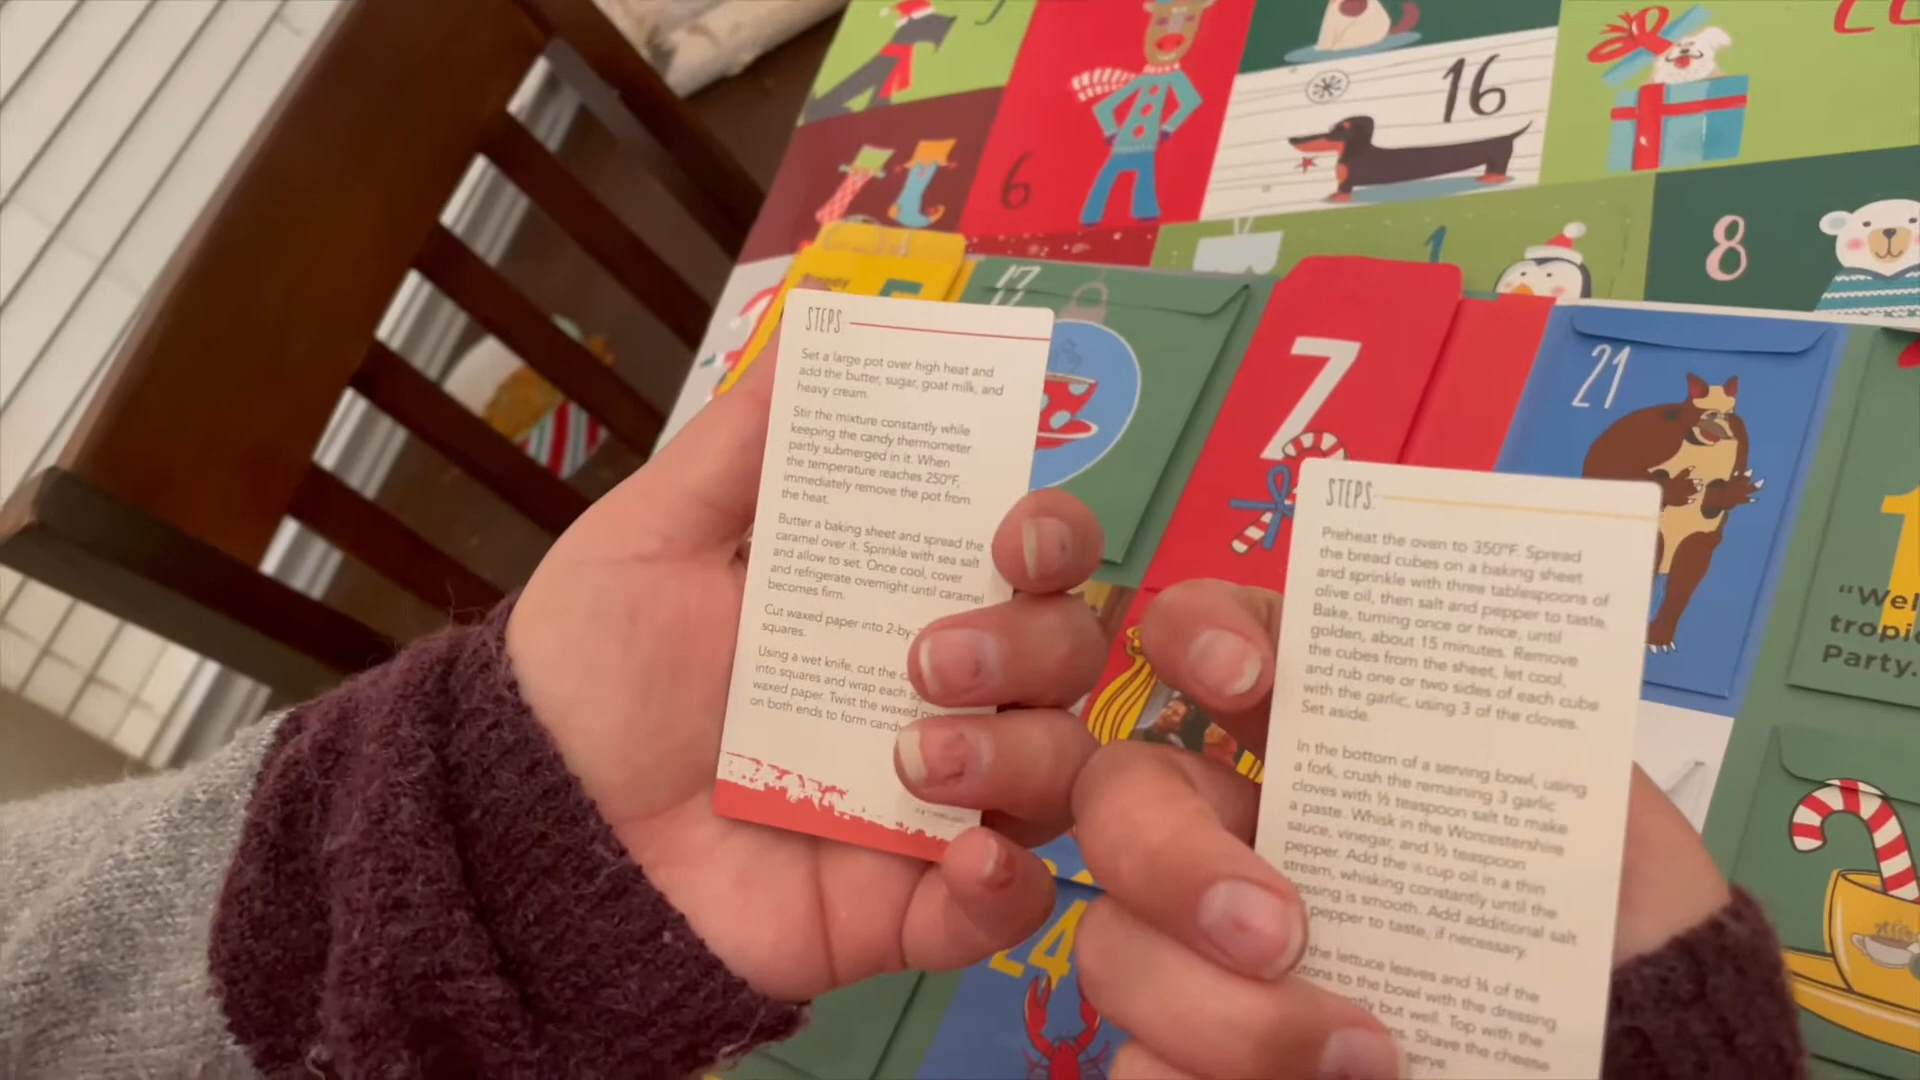 16
6
1
8
17
7
21
24
"Wel
tropic
Party.
STEPS:
Set a large pot over high heat and
add the butter, sugar, goat milk, and
heavy cream.
Stir the mixture constantly while
keeping the candy thermometer
partly submerged in it. When
the temperature reaches 250°F,
immediately remove the pot from
the heat.
Butter a baking sheet and spread the
caramel over it. Sprinkle with sea salt
and allow to set. Once cool, cover
and refrigerate overnight until caramel
becomes firm.
Cut waxed paper into 2-by-
squares.
Using a wet knife, cut the
into squares and wrap each
waxed paper. Twist the waxed
on both ends to form candy
STEPS:
Preheat the oven to 350°F. Spread
the bread cubes on a baking sheet
and sprinkle with three tablespoons of
olive oil, then salt and pepper to taste.
Bake, turning once or twice, until
golden, about 15 minutes. Remove
the cubes from the sheet, let cool,
and rub one or two sides of each cube
with the garlic, using 3 of the cloves.
Set aside.
In the bottom of a serving bowl, using
a fork, crush the remaining 3 garlic
cloves with ½ teaspoon salt to make
a paste. Whisk in the Worcestershire
sauce, vinegar, and ½ teaspoon
pepper. Add the cup oil in a thin
stream, whisking constantly until the
essing is smooth. Add additional salt
pepper to taste, if necessary.
the lettuce leaves and ¾ of the
utons to the bowl with the dressing
ntly but well. Top with the
ns. Shave the cheese
serve.